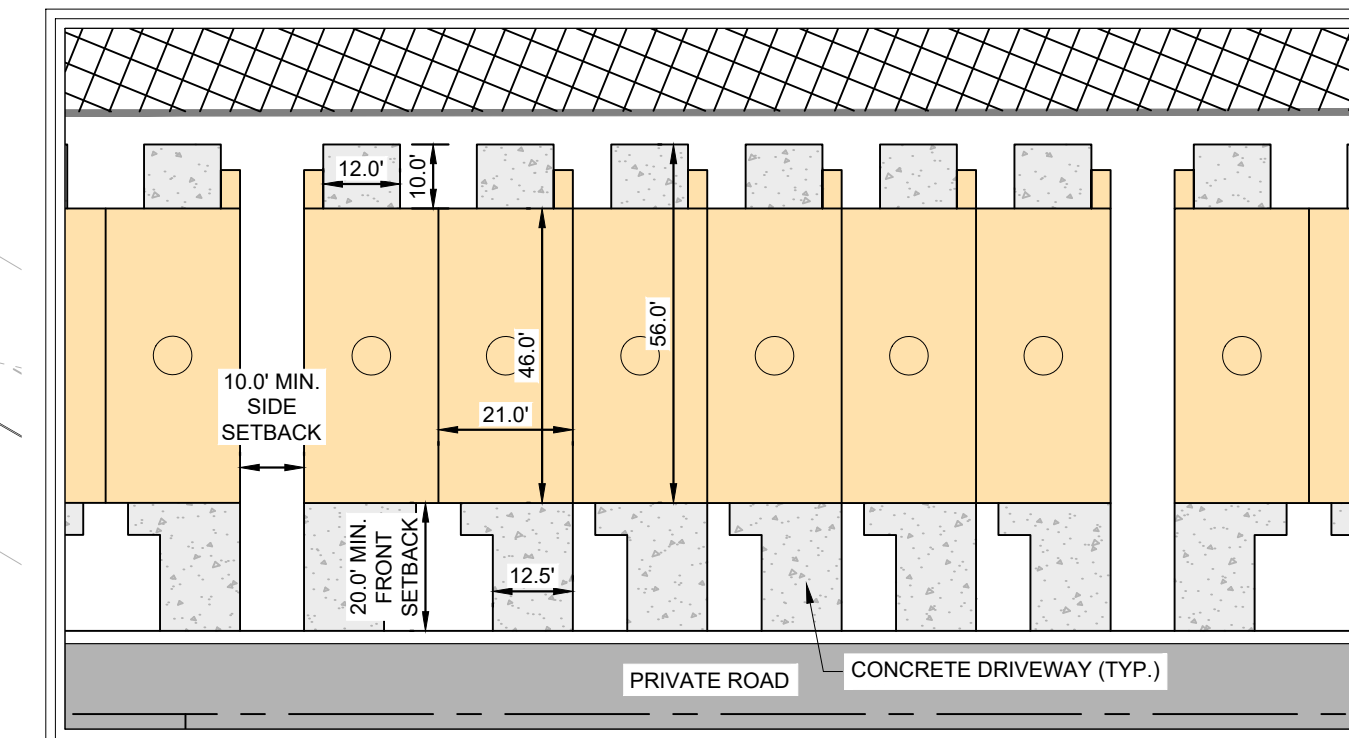 12.0'
10.0'
46.0'
56.0'
10.0' MIN.
SIDE
SETBACK
21.0'
20.0' MIN.
FRONT
SETBACK
12.5'
PRIVATE ROAD
CONCRETE DRIVEWAY (TYP.)